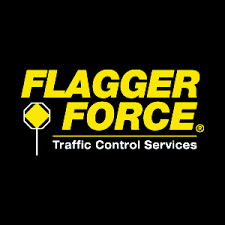 FLAGGER
FORCE®
Traffic Control Services